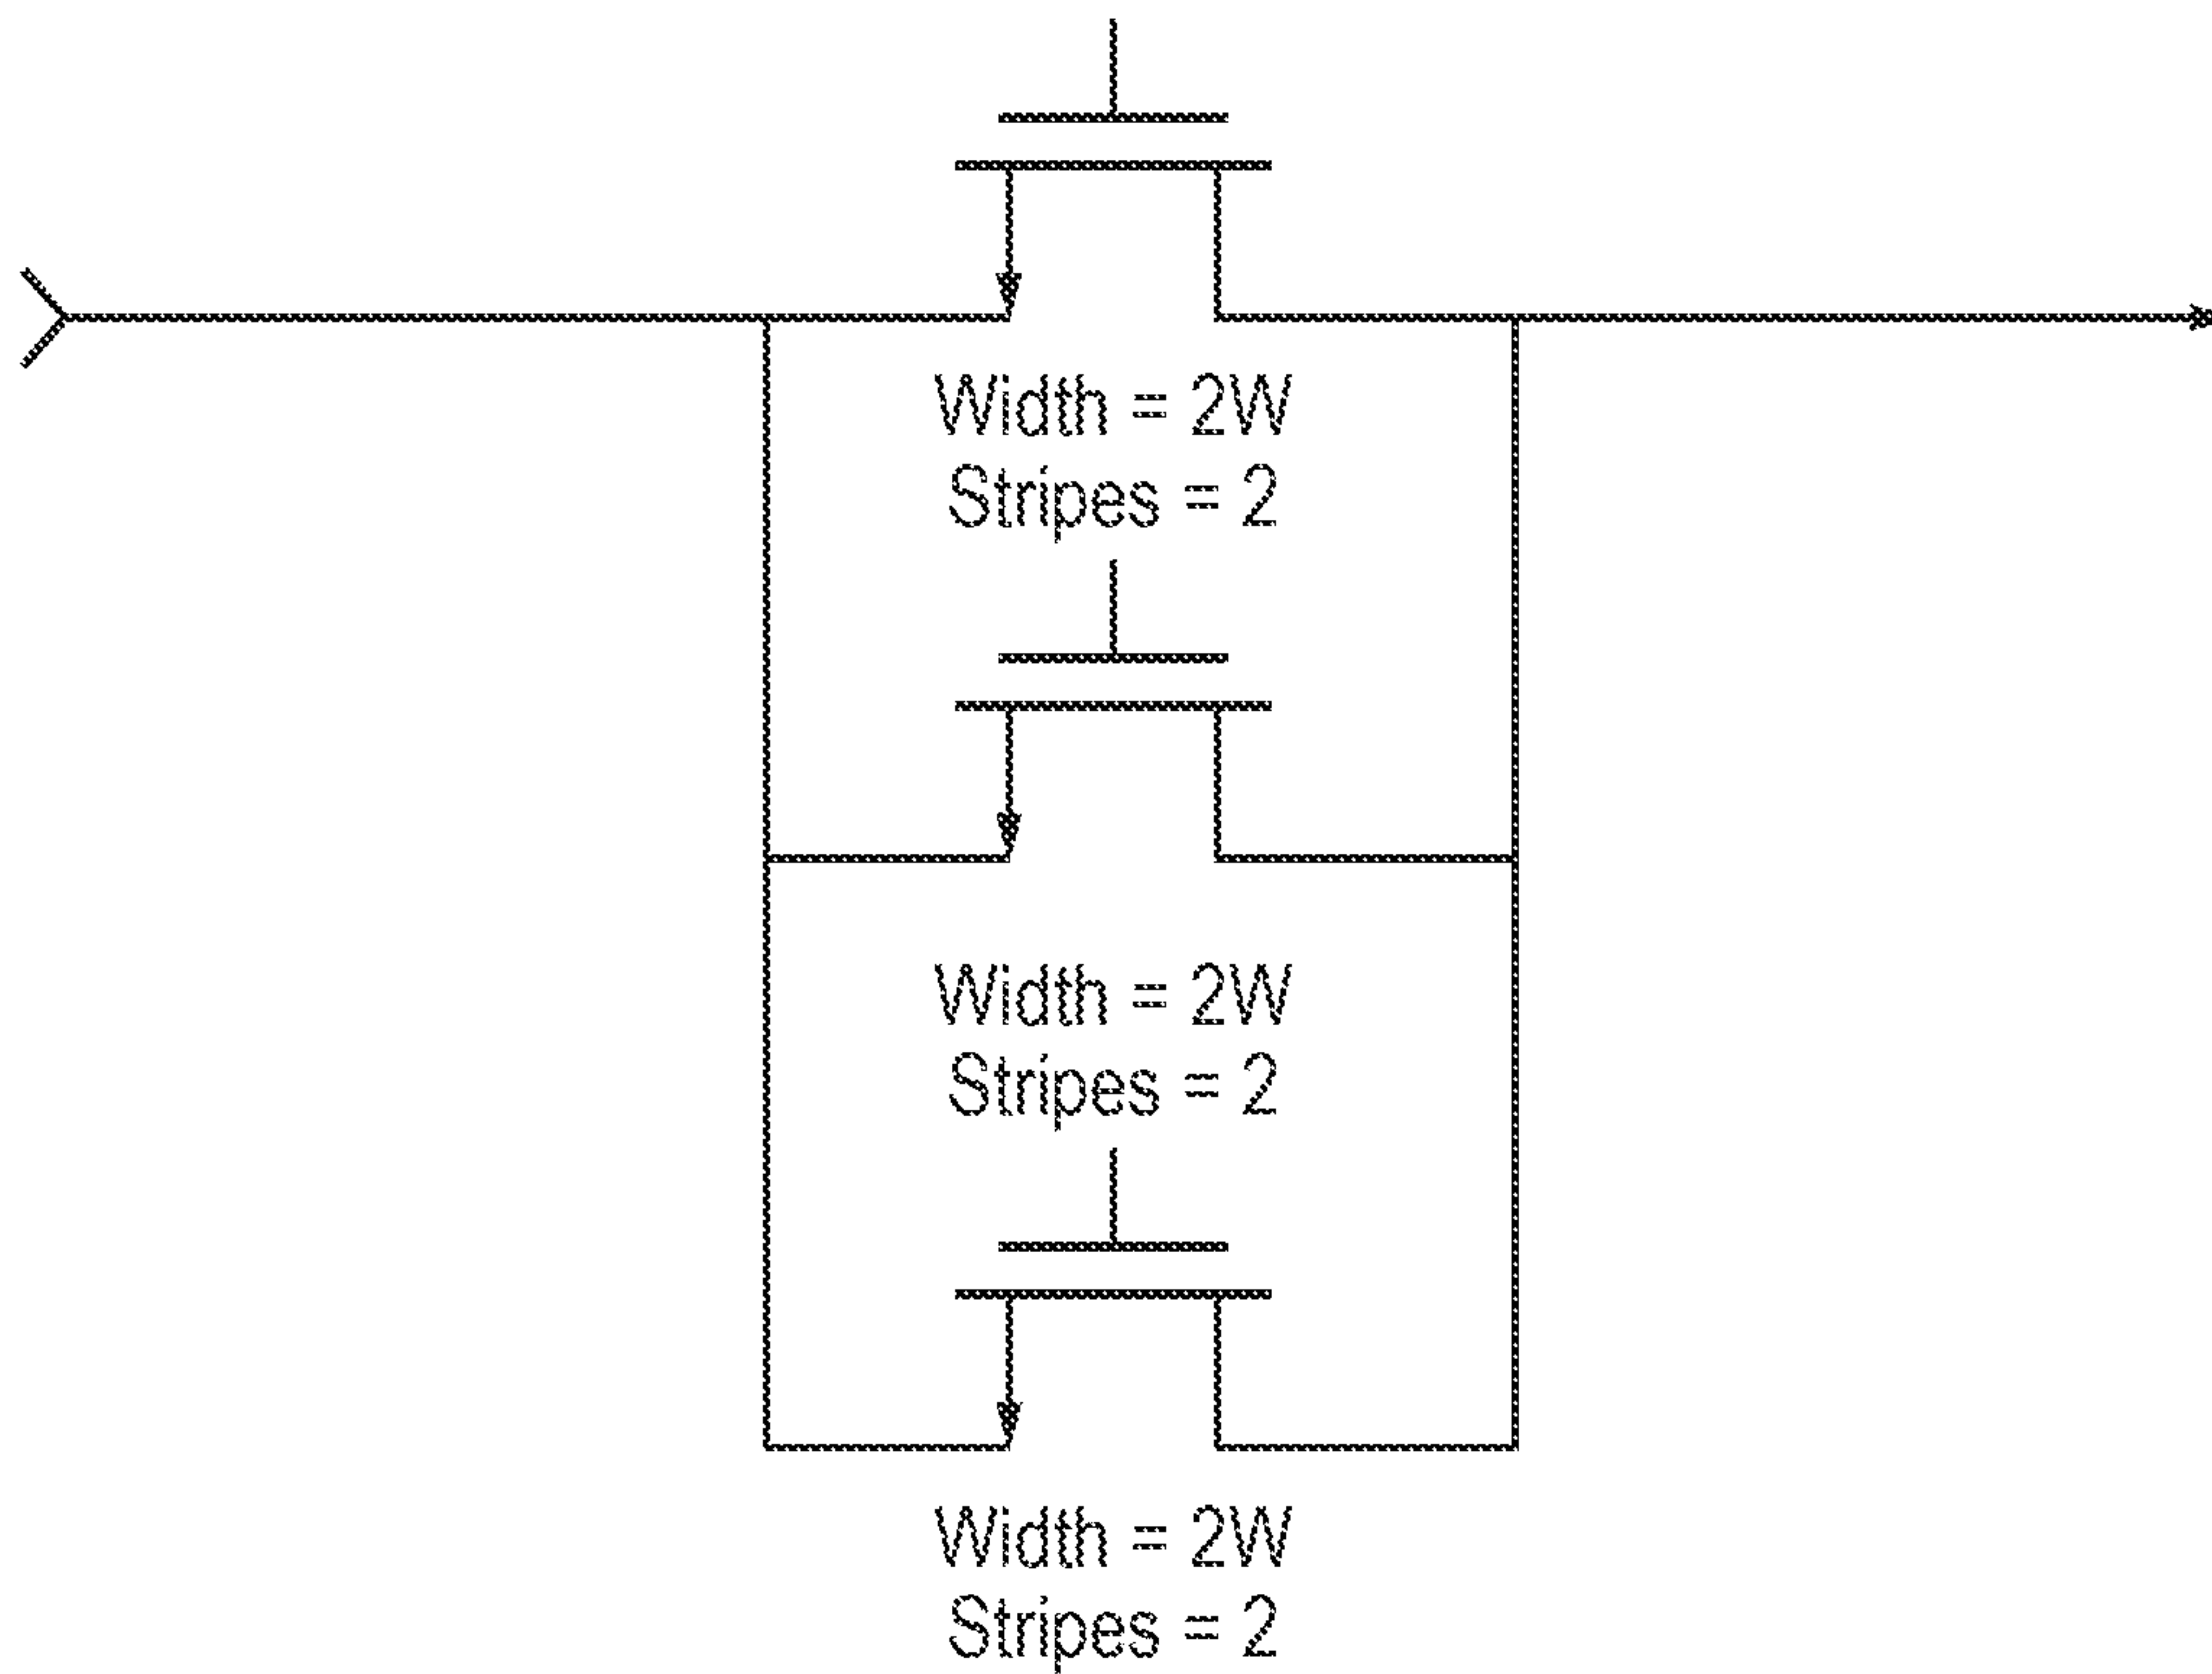 Width = 2W
Stripes = 2
Width = 2W
Stripes = 2
Width = 2W
Stripes = 2